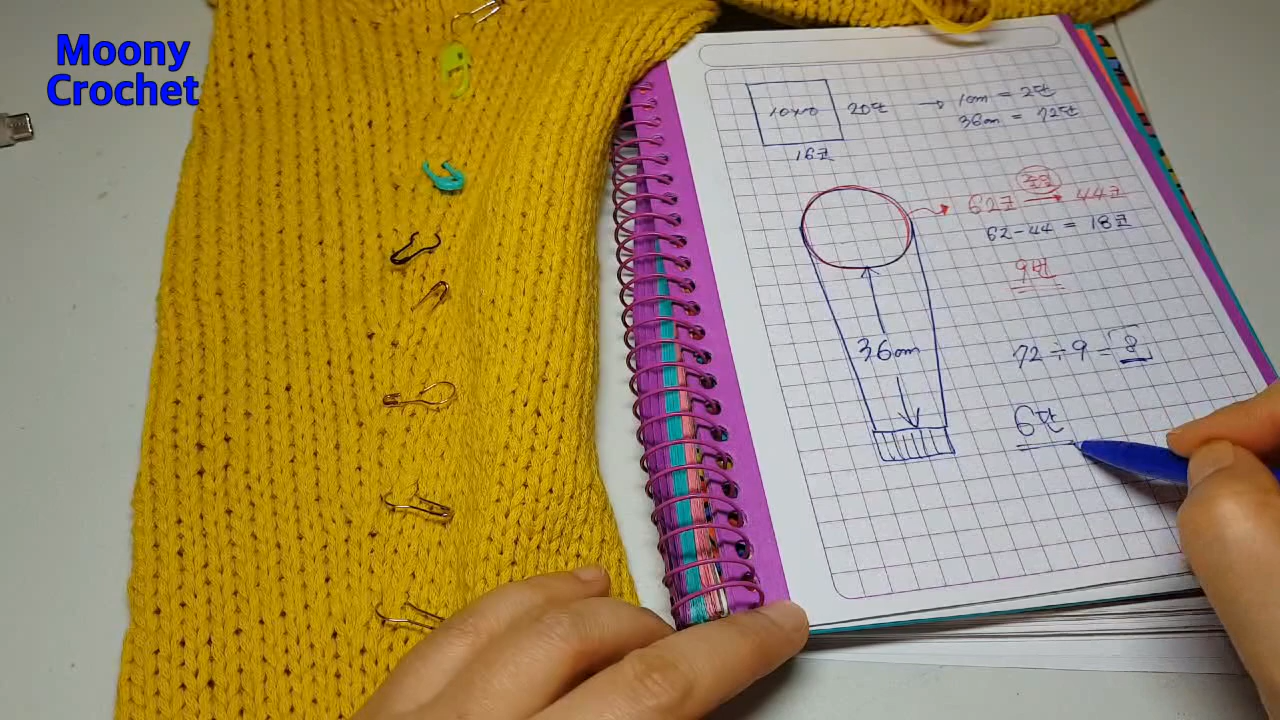 Moony
Crochet
10x10
20단
→ 1cm = 2단
36cm = 72단
16코
62코 → 44코
62-44 = 18코
9번
36cm
72÷9=8
6단